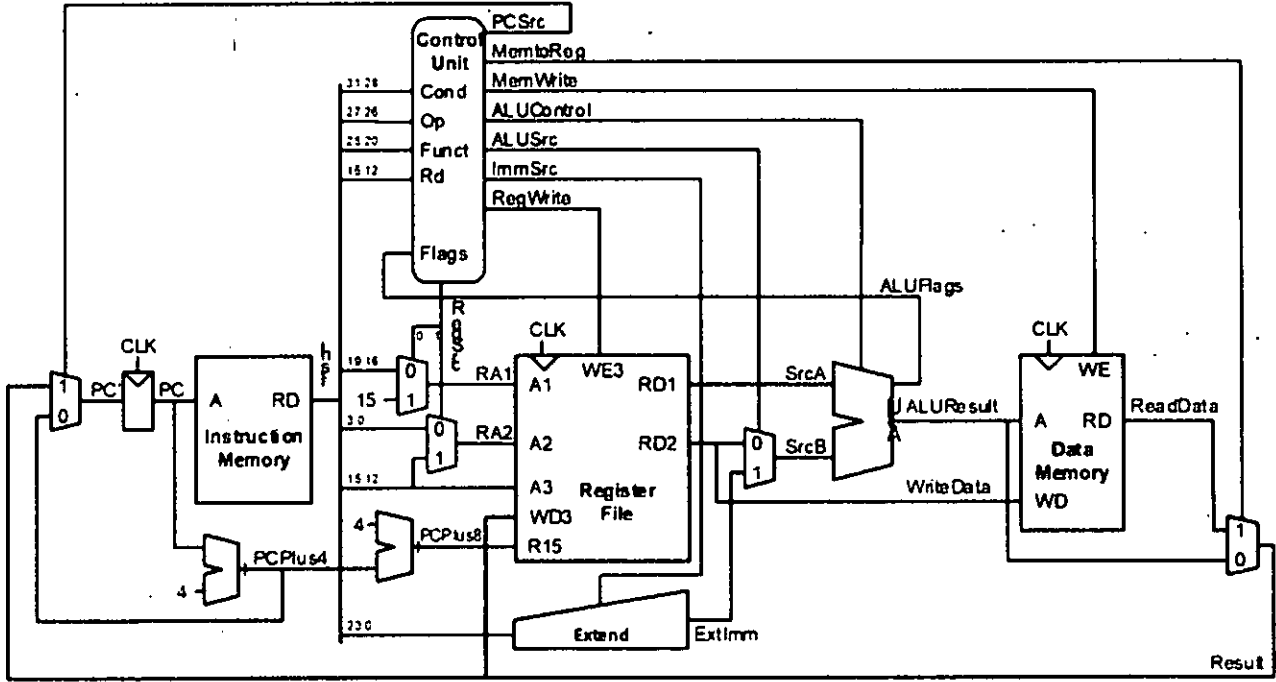 PCSrc
Control
Unit
MemtoReg
MemWrite
ALUControl
ALUSrc
ImmSrc
RegWrite
31:28
Cond
27:26
Op
25:20
Funct
15:12
Rd
Flags
ALUFlags
0 1
CLK
CLK
CLK
19:16
0
1
15
RA1
A1
WE3
RD1
SrcA
WE
1
0
PC'
PC
A
RD
Instruction
Memory
3:0
0
1
RA2
A2
RD2
0
1
SrcB
ALUResult
A
RD
ReadData
Data
Memory
15:12
A3
Register
File
WriteData
WD
WD3
4
PCPlus8
R15
1
0
PCPlus4
4
23:0
Extend
ExtImm
Result